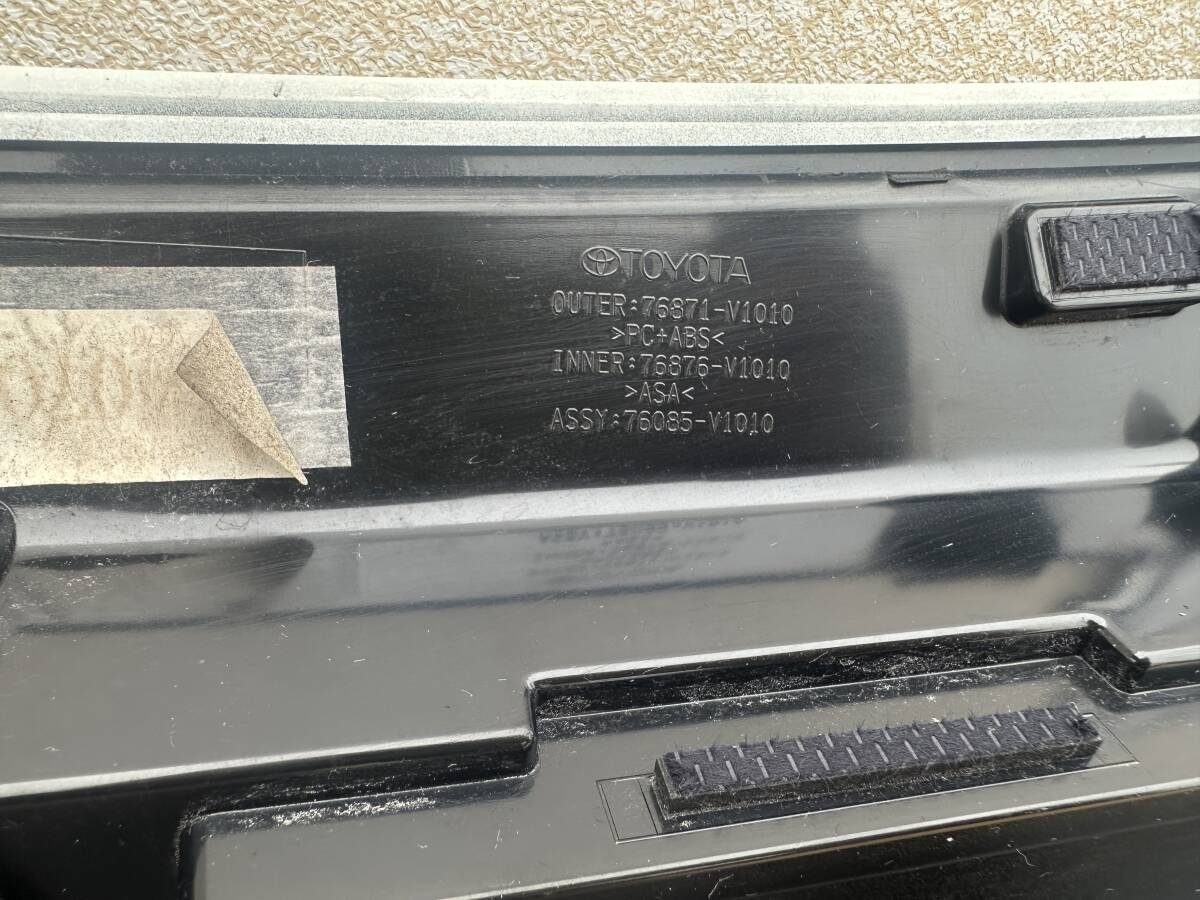 TOYOTA
OUTER:76871-V1010
>PC+ABS<
INNER:76876-V1010
>ASA<
ASSY:76085-V1010